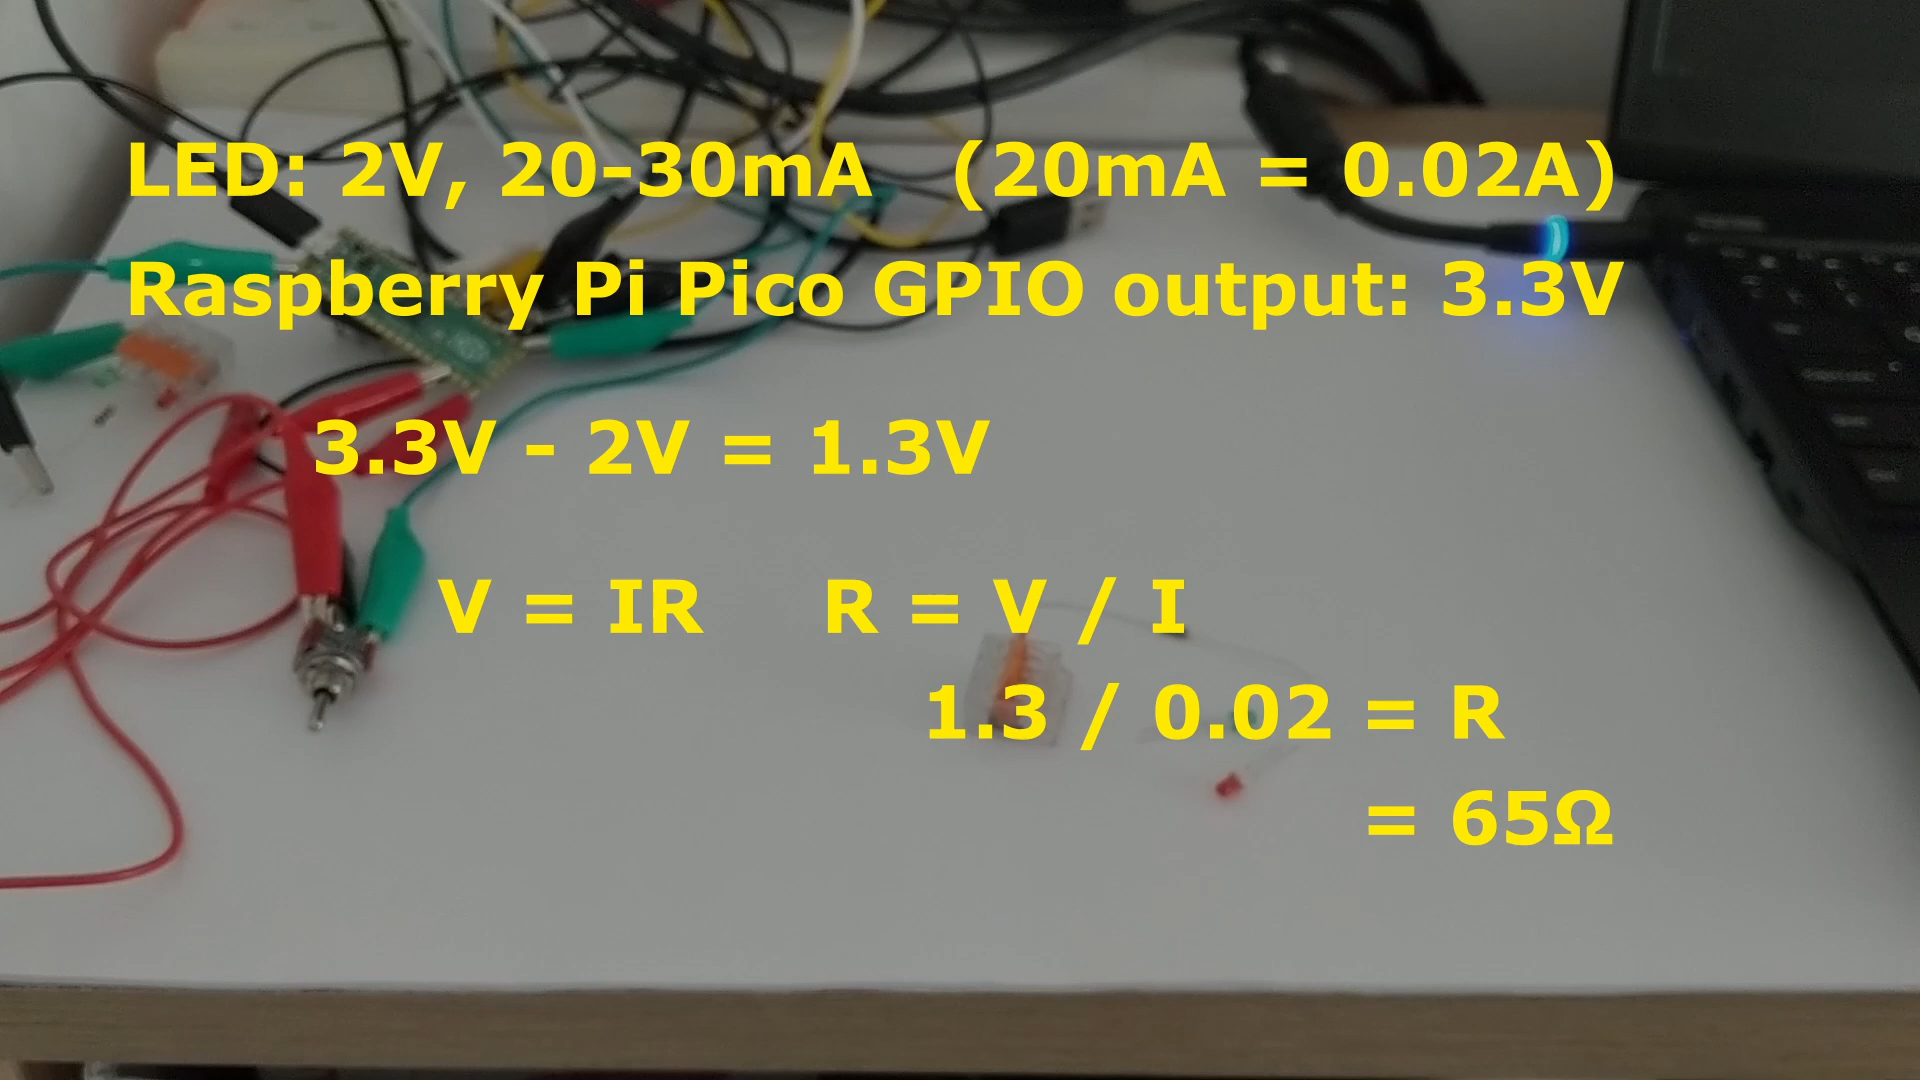 LED: 2V, 20-30mA (20mA = 0.02A)
Raspberry Pi Pico GPIO output: 3.3V
3.3V - 2V = 1.3V
V = IR R = V / I
1.3 / 0.02 = R
= 65Ω